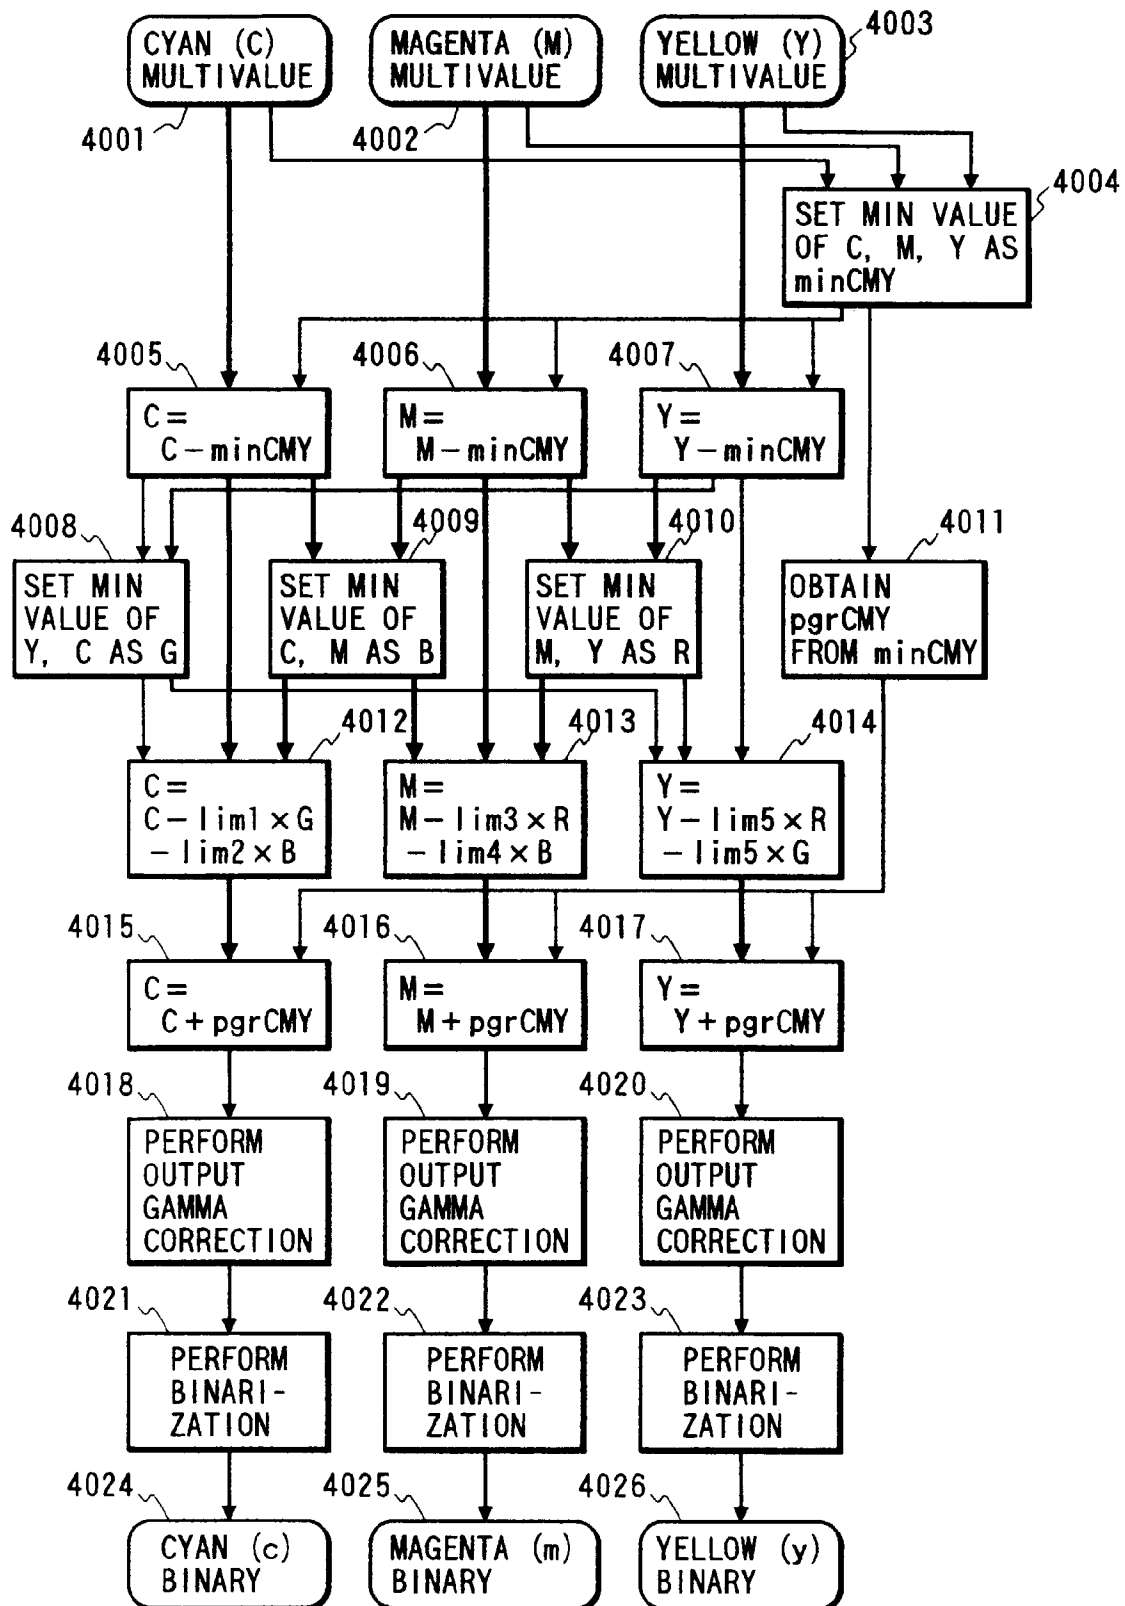 CYAN (C)
MULTIVALUE
MAGENTA (M)
MULTIVALUE
YELLOW (Y)
MULTIVALUE
4003
4001
4002
4004
SET MIN VALUE
OF C, M, Y AS
minCMY
4005
4006
4007
C=
C-minCMY
M=
M-minCMY
Y=
Y-minCMY
4008
4009
4010
4011
SET MIN
VALUE OF
Y, C AS G
SET MIN
VALUE OF
C, M AS B
SET MIN
VALUE OF
M, Y AS R
OBTAIN
pgrCMY
FROM minCMY
4012
4013
4014
C=
C-lim1×G
-lim2×B
M=
M-lim3×R
-lim4×B
Y=
Y-lim5×R
-lim5×G
4015
4016
4017
C=
C+pgrCMY
M=
M+pgrCMY
Y=
Y+pgrCMY
4018
4019
4020
PERFORM
OUTPUT
GAMMA
CORRECTION
PERFORM
OUTPUT
GAMMA
CORRECTION
PERFORM
OUTPUT
GAMMA
CORRECTION
4021
4022
4023
PERFORM
BINARI-
ZATION
PERFORM
BINARI-
ZATION
PERFORM
BINARI-
ZATION
4024
4025
4026
CYAN (c)
BINARY
MAGENTA (m)
BINARY
YELLOW (y)
BINARY